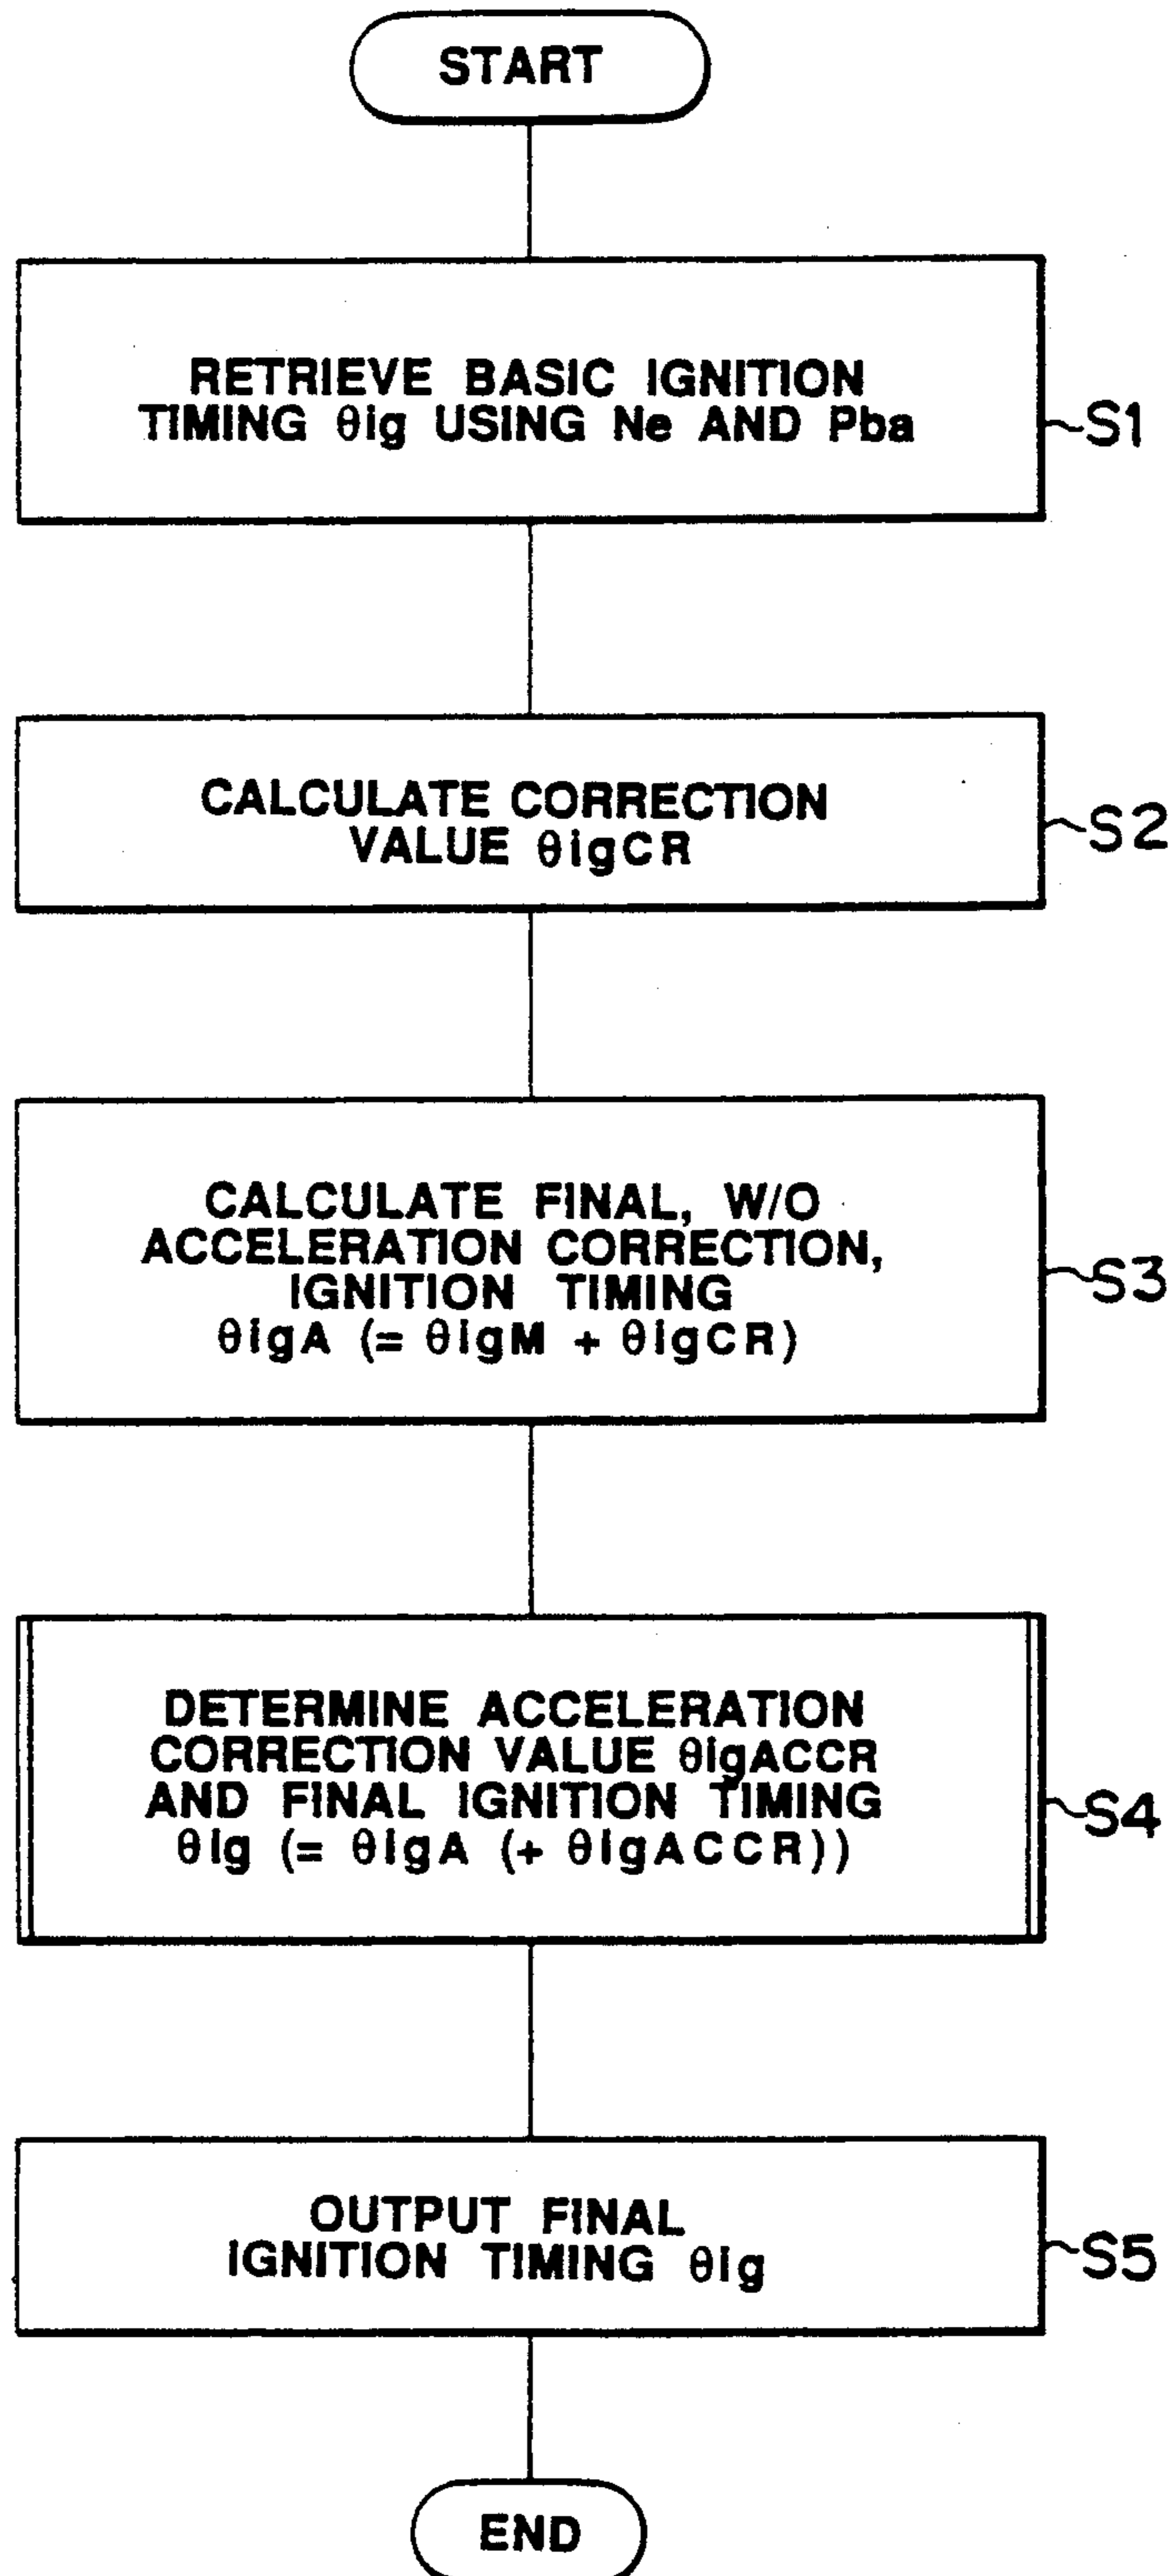 START
RETRIEVE BASIC IGNITION
TIMING θig USING Ne AND Pba
S1
CALCULATE CORRECTION
VALUE θigCR
S2
CALCULATE FINAL, W/O
ACCELERATION CORRECTION,
IGNITION TIMING
θigA (= θigM + θigCR)
S3
DETERMINE ACCELERATION
CORRECTION VALUE θigACCR
AND FINAL IGNITION TIMING
θig (= θigA (+ θigACCR))
S4
OUTPUT FINAL
IGNITION TIMING θig
S5
END